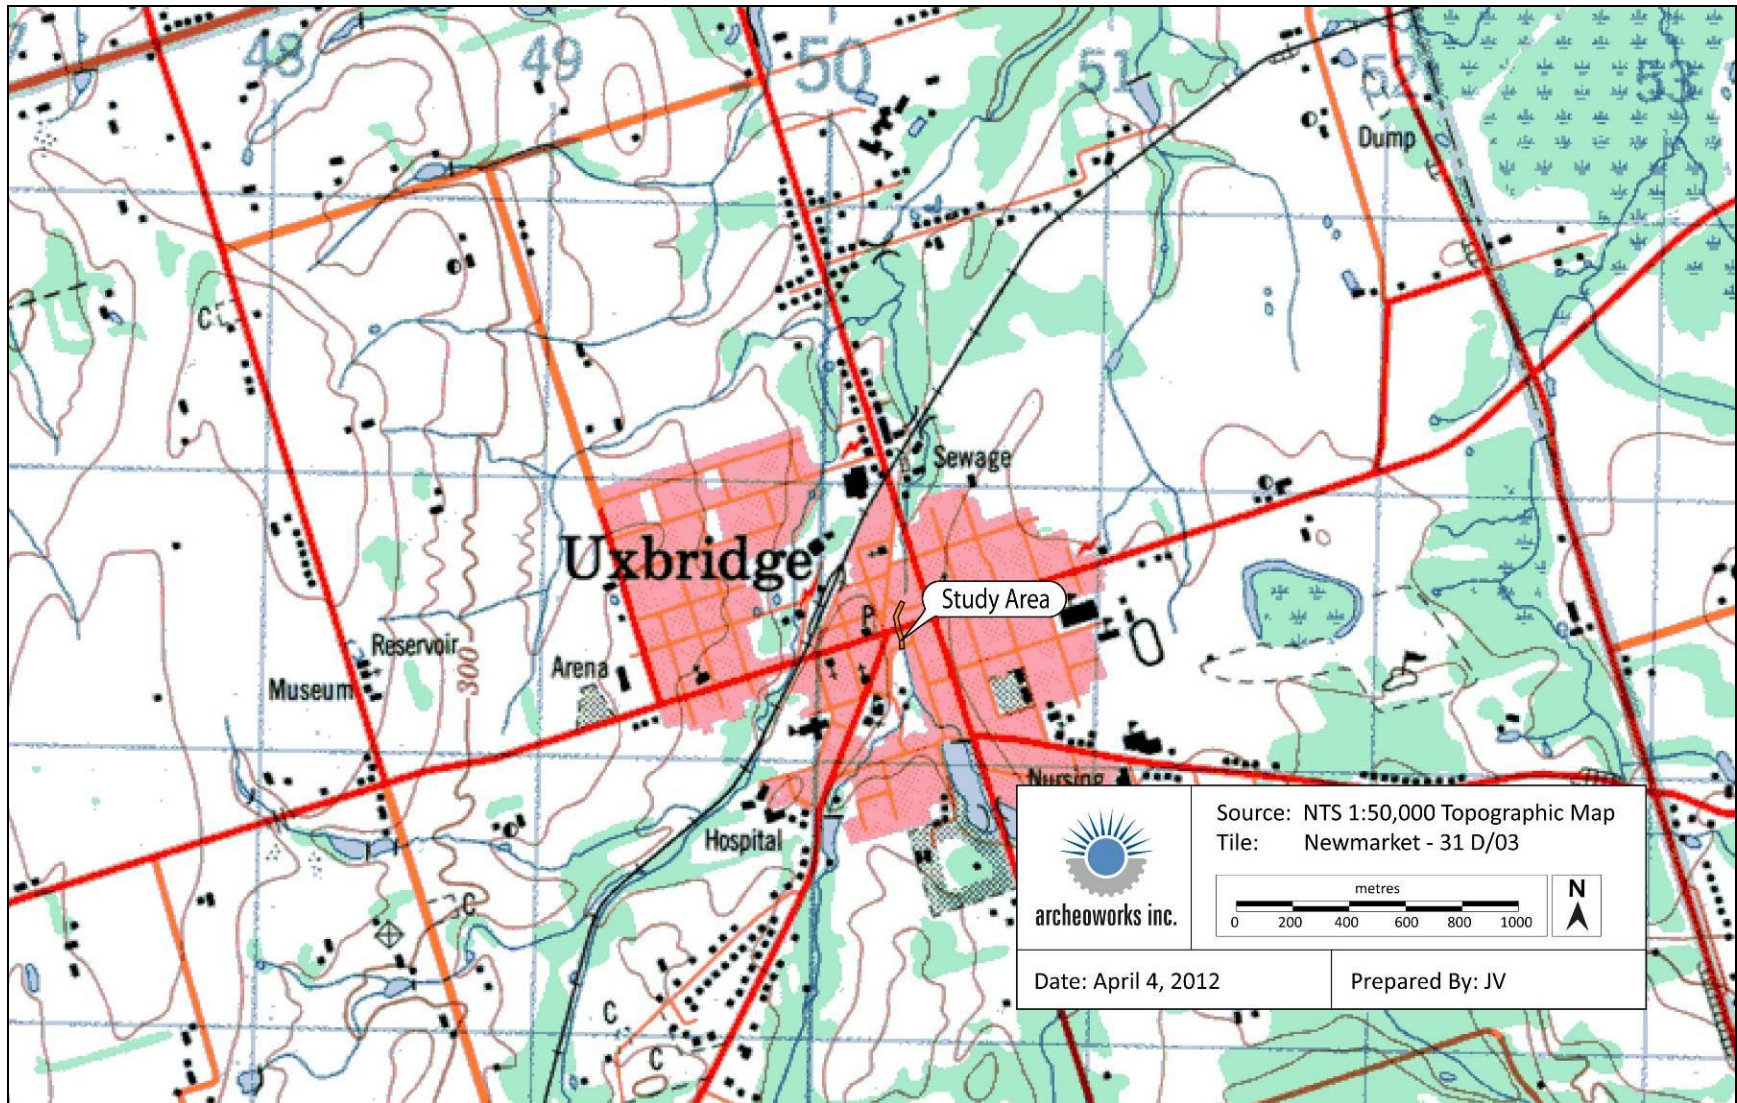 48
49
50
51
52
53
Dump
C
Sewage
Uxbridge
Study Area
P
Reservoir
300
Arena
Museum
Nursing
Hospital
C
C
C
Source: NTS 1:50,000 Topographic Map
Tile: Newmarket - 31 D/03
metres
0 200 400 600 800 1000
N
archeoworks inc.
Date: April 4, 2012
Prepared By: JV